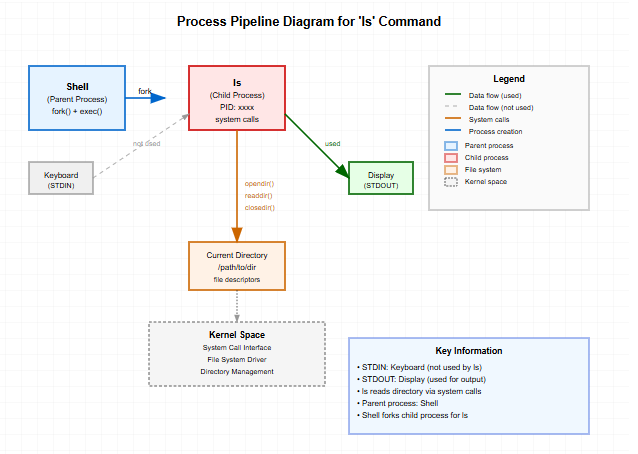 Process Pipeline Diagram for 'ls' Command
Shell
(Parent Process)
fork() + exec()
fork
ls
(Child Process)
PID: xxxx
system calls
Legend
Data flow (used)
Data flow (not used)
System calls
Process creation
Parent process
Child process
File system
Kernel space
not used
used
Keyboard
(STDIN)
Display
(STDOUT)
opendir()
readdir()
closedir()
Current Directory
/path/to/dir
file descriptors
Kernel Space
System Call Interface
File System Driver
Directory Management
Key Information
• STDIN: Keyboard (not used by ls)
• STDOUT: Display (used for output)
• ls reads directory via system calls
• Parent process: Shell
• Shell forks child process for ls